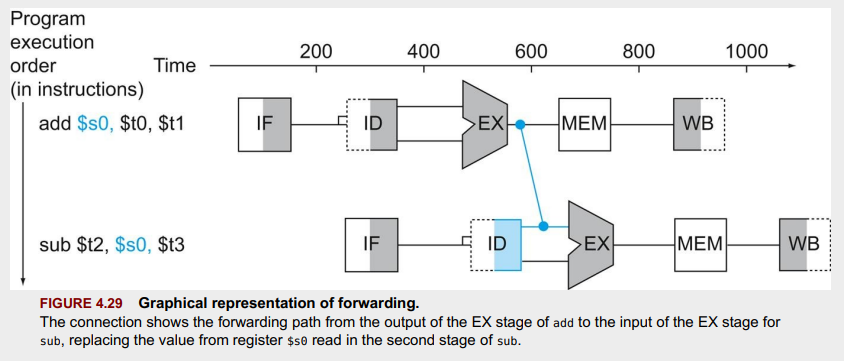 Program
execution
order
(in instructions)
Time
200 400 600 800 1000
add $s0, $t0, $t1
IF ID EX MEM WB
sub $t2, $s0, $t3
IF ID EX MEM WB
FIGURE 4.29 Graphical representation of forwarding.
The connection shows the forwarding path from the output of the EX stage of add to the input of the EX stage for
sub, replacing the value from register $s0 read in the second stage of sub.